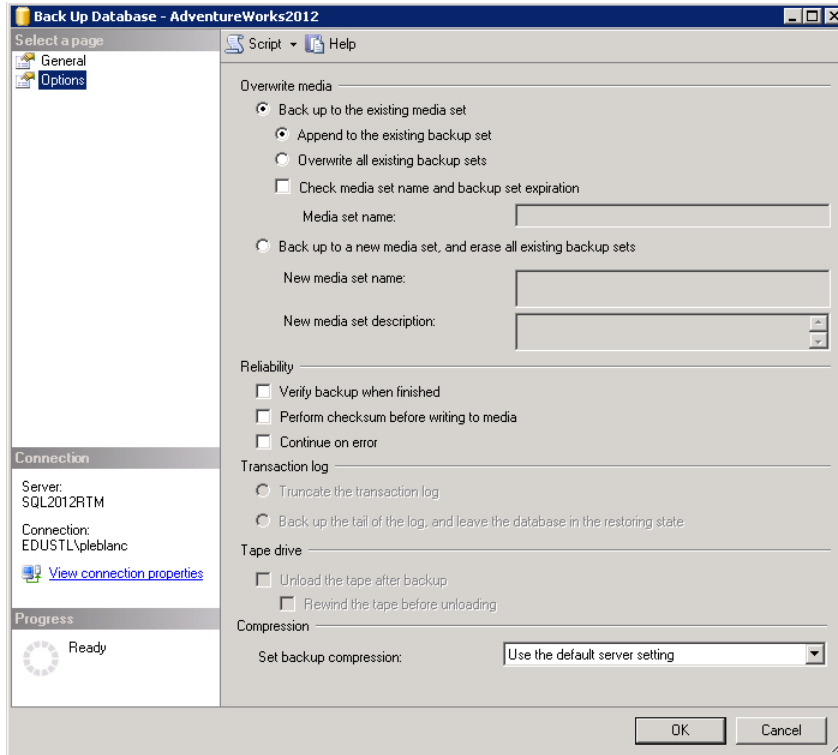 Back Up Database - AdventureWorks2012
Select a page
General
Options
Script Help
Overwrite media
Back up to the existing media set
Append to the existing backup set
Overwrite all existing backup sets
Check media set name and backup set expiration
Media set name:
Back up to a new media set, and erase all existing backup sets
New media set name:
New media set description:
Reliability
Verify backup when finished
Perform checksum before writing to media
Continue on error
Transaction log
Truncate the transaction log
Back up the tail of the log, and leave the database in the restoring state
Tape drive
Unload the tape after backup
Rewind the tape before unloading
Compression
Set backup compression: Use the default server setting
Connection
Server:
SQL2012RTM
Connection:
EDUSTL\pleblanc
View connection properties
Progress
Ready
OK Cancel